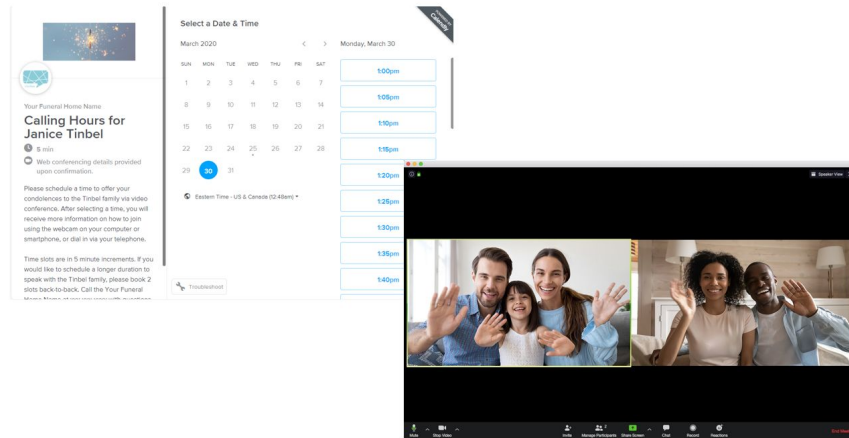 Your Funeral Home Name
Calling Hours for
Janice Tinbel
5 min
Web conferencing details provided
upon confirmation.
Please schedule a time to offer your
condolences to the Tinbel family via video
conference. After selecting a time, you will
receive more information on how to join
using the webcam on your computer or
smartphone, or dial in via your telephone.
Time slots are in 5 minute increments. If you
would like to schedule a longer duration to
speak with the Tinbel family, please book 2
slots back-to-back. Call the Your Funeral
Select a Date & Time
March 2020 < >
SUN MON TUE WED THU FRI SAT
1 2 3 4 5 6 7
8 9 10 11 12 13 14
15 16 17 18 19 20 21
22 23 24 25 26 27 28
29 30 31
Eastern Time - US & Canada (12:48am)
Troubleshoot
Monday, March 30
1:00pm
1:05pm
1:10pm
1:15pm
1:20pm
1:25pm
1:30pm
1:35pm
1:40pm
POWERED BY
Calendly
Speaker View
Mute Stop Video Invite Manage Participants 2 Share Screen Chat Record Reactions